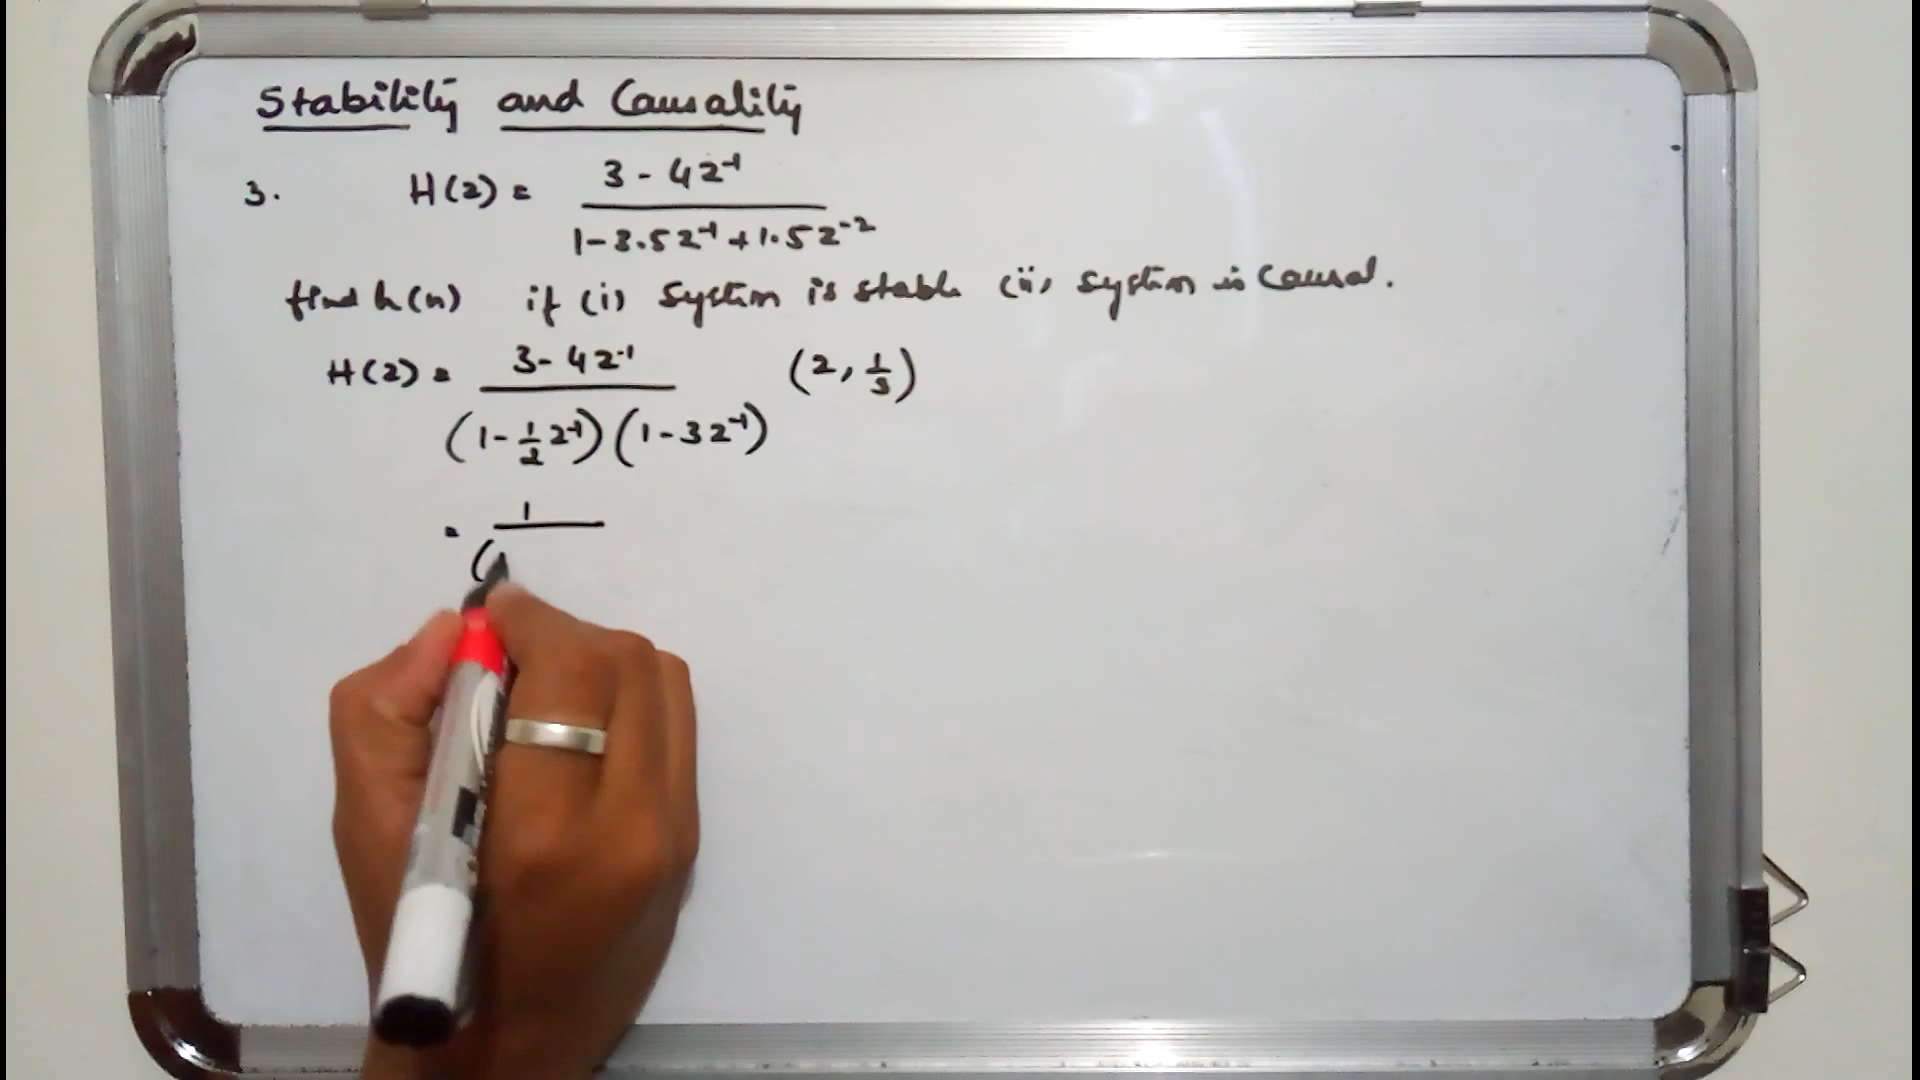 Stability and Causality
3. H(z) = 3 - 4z⁻¹ / 1 - 3.5z⁻¹ + 1.5z⁻²
find h(n) if (i) System is stable (ii) system is causal.
H(z) = 3 - 4z⁻¹ / (1 - 1/2 z⁻¹)(1 - 3z⁻¹) (2, 1/3)
= 1 / (